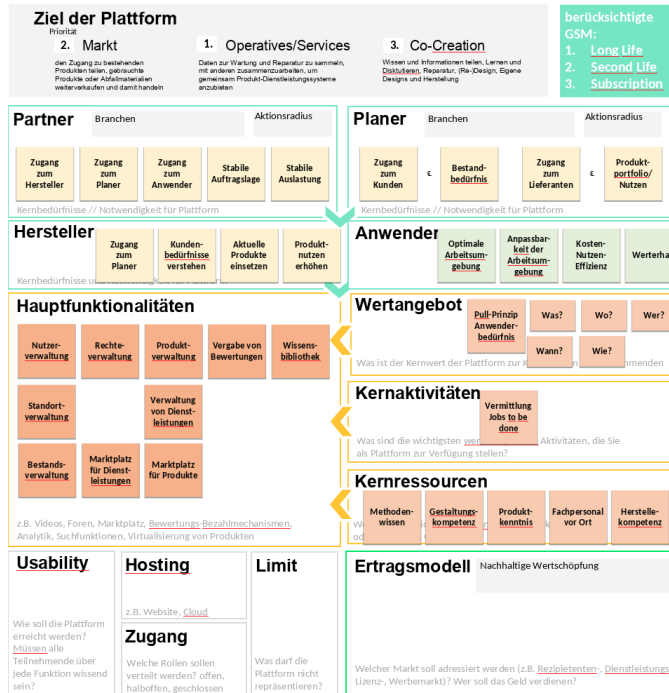 Ziel der Plattform
Priorität
2. Markt
den Zugang zu bestehenden
Produkten teilen, gebrauchte
Produkte oder Abfallmaterialen
weiterverkaufen und damit handeln
1. Operatives/Services
Daten zur Wartung und Reparatur zu sammeln,
mit anderen zusammenzuarbeiten, um
gemeinsam Produkt-Dienstleistungssysteme
anzubieten
3. Co-Creation
Wissen und Informationen teilen, Lernen und
Disktutieren, Reparatur, (Re-)Design, Eigene
Designs und Herstellung
berücksichtigte
GSM:
1. Long Life
2. Second Life
3. Subscription
Partner
Branchen
Aktionsradius
Zugang
zum
Hersteller
Zugang
zum
Planer
Zugang
zum
Anwender
Stabile
Auftragslage
Stabile
Auslastung
Kernbedürfnisse // Notwendigkeit für Plattform
Planer
Branchen
Aktionsradius
Zugang
zum
Kunden
&
Bestand-
bedürfnis
Zugang
zum
Lieferanten
&
Produkt-
portfolio/
Nutzen
Kernbedürfnisse // Notwendigkeit für Plattform
Hersteller
Zugang
zum
Planer
Kunden-
bedürfnisse
verstehen
Aktuelle
Produkte
einsetzen
Produkt-
nutzen
erhöhen
Kernbedürfnisse
Anwender
Optimale
Arbeitsum-
gebung
Anpassbar-
keit der
Arbeitsum-
gebung
Kosten-
Nutzen-
Effizienz
Werterha
Hauptfunktionalitäten
Nutzer-
verwaltung
Rechte-
verwaltung
Produkt-
verwaltung
Vergabe von
Bewertungen
Wissens-
bibliothek
Standort-
verwaltung
Verwaltung
von Dienst-
leistungen
Bestands-
verwaltung
Marktplatz
für Dienst-
leistungen
Marktplatz
für Produkte
z.B. Videos, Foren, Marktplatz, Bewertungs-Bezahlmechanismen,
Analytik, Suchfunktionen, Virtualisierung von Produkten
Wertangebot
Pull-Prinzip
Anwender-
bedürfnis
Was?
Wo?
Wer?
Wann?
Wie?
Was ist der Kernwert der Plattform zur K
Kernaktivitäten
Vermittlung
Jobs to be
done
Was sind die wichtigsten Aktivitäten, die Sie
als Plattform zur Verfügung stellen?
Kernressourcen
Methoden-
wissen
Gestaltungs-
kompetenz
Produkt-
kenntnis
Fachpersonal
vor Ort
Herstelle-
kompetenz
Usability
Wie soll die Plattform
erreicht werden?
Müssen alle
Teilnehmende über
jede Funktion wissend
sein?
Hosting
z.B. Website, Cloud
Zugang
Welche Rollen sollen
verteilt werden? offen,
halboffen, geschlossen
Limit
Was darf die
Plattform nicht
repräsentieren?
Ertragsmodell
Nachhaltige Wertschöpfung
Welcher Markt soll adressiert werden (z.B. Rezipietenten-, Dienstleistungs
Lizenz-, Werbemarkt)? Wer soll das Geld verdienen?